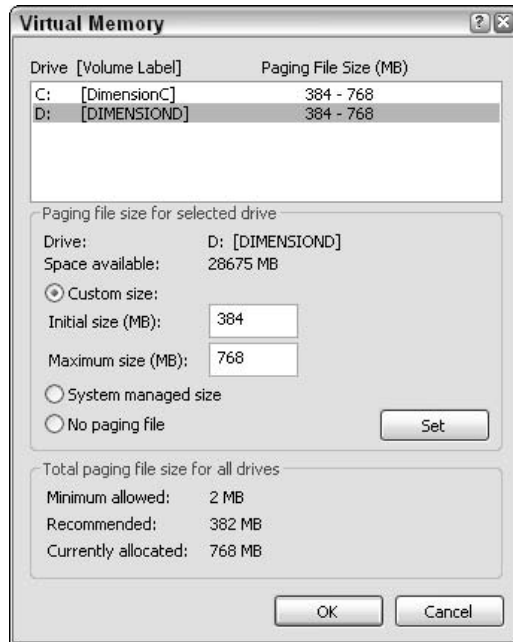 Virtual Memory
Drive [Volume Label] Paging File Size (MB)
C: [DimensionC] 384 - 768
D: [DIMENSIOND] 384 - 768
Paging file size for selected drive
Drive: D: [DIMENSIOND]
Space available: 28675 MB
Custom size:
Initial size (MB): 384
Maximum size (MB): 768
System managed size
No paging file Set
Total paging file size for all drives
Minimum allowed: 2 MB
Recommended: 382 MB
Currently allocated: 768 MB
OK Cancel